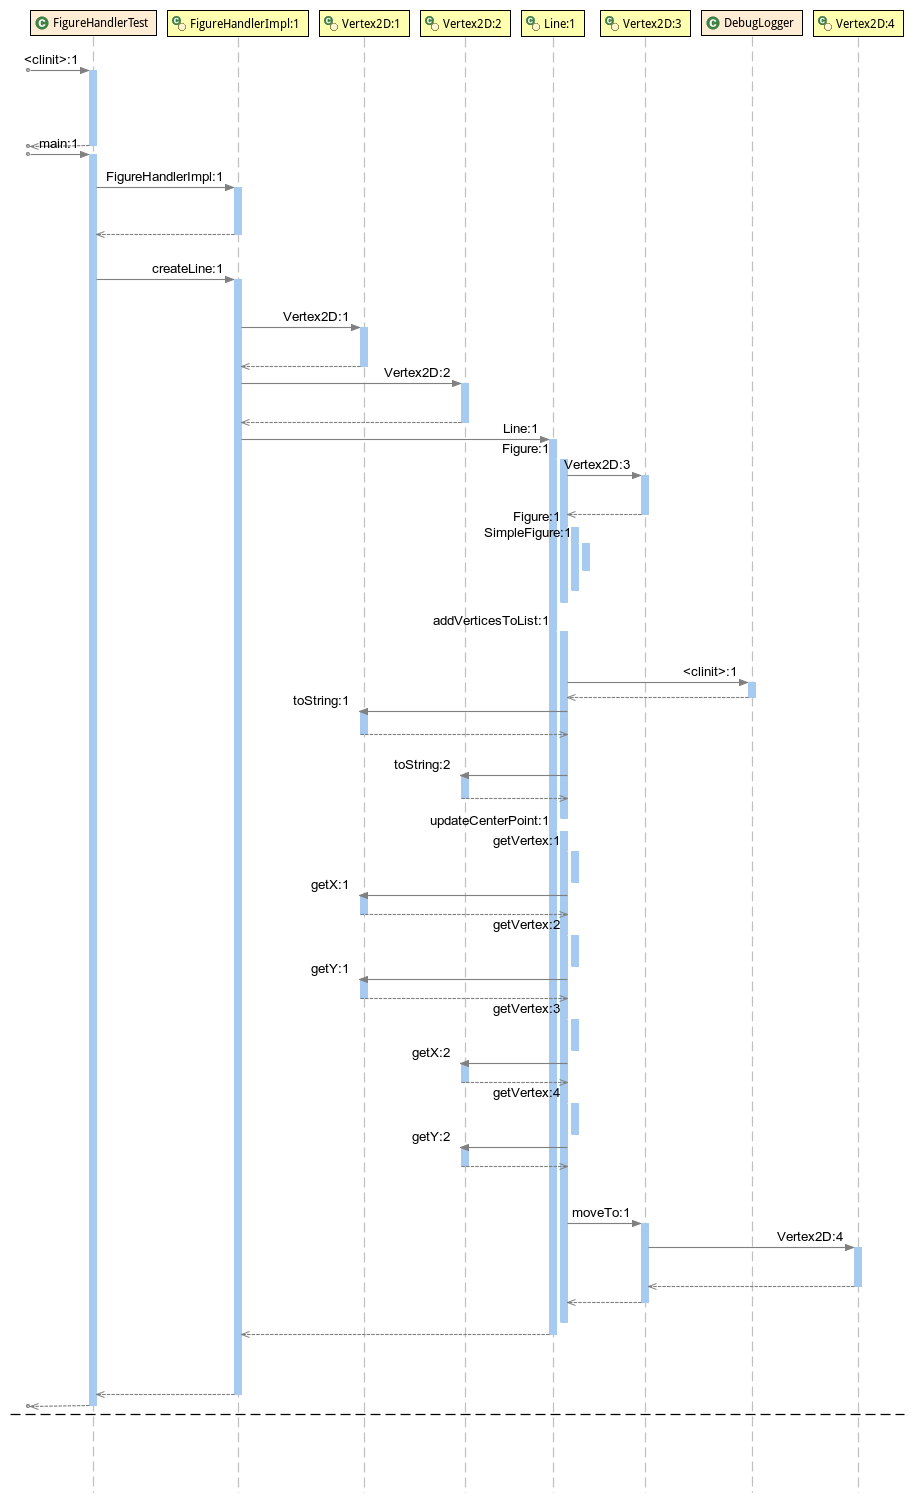 FigureHandlerTest
FigureHandlerImpl:1
Vertex2D:1
Vertex2D:2
Line:1
Vertex2D:3
DebugLogger
Vertex2D:4
<clinit>:1
main:1
FigureHandlerImpl:1
createLine:1
Vertex2D:1
Vertex2D:2
Line:1
Figure:1
Vertex2D:3
Figure:1
SimpleFigure:1
addVerticesToList:1
<clinit>:1
toString:1
toString:2
updateCenterPoint:1
getVertex:1
getX:1
getVertex:2
getY:1
getVertex:3
getX:2
getVertex:4
getY:2
moveTo:1
Vertex2D:4